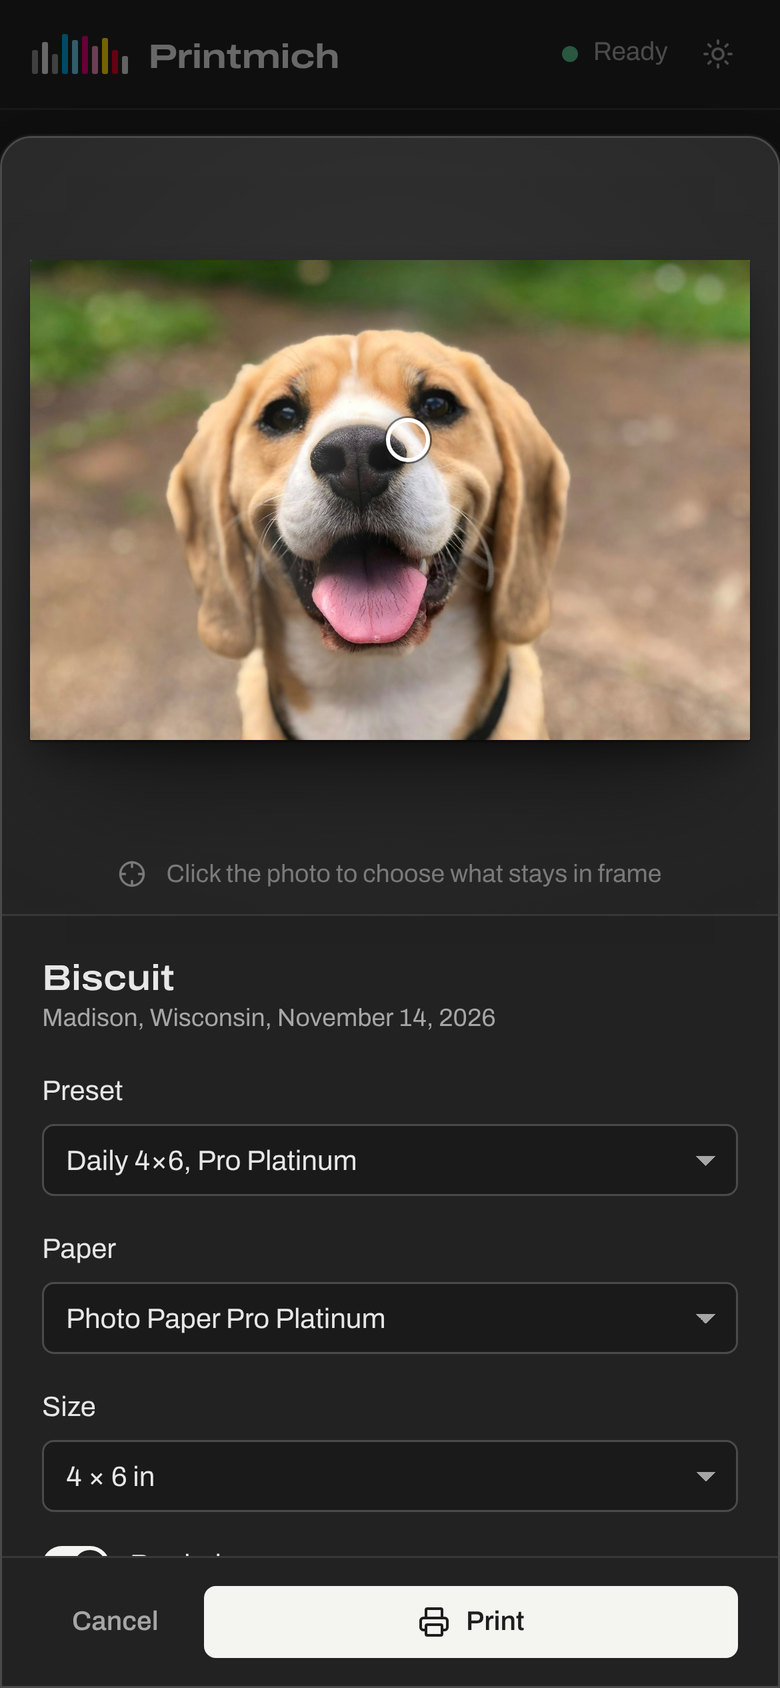 Printmich
Ready
Click the photo to choose what stays in frame
Biscuit
Madison, Wisconsin, November 14, 2026
Preset
Daily 4×6, Pro Platinum
Paper
Photo Paper Pro Platinum
Size
4 × 6 in
Cancel
Print